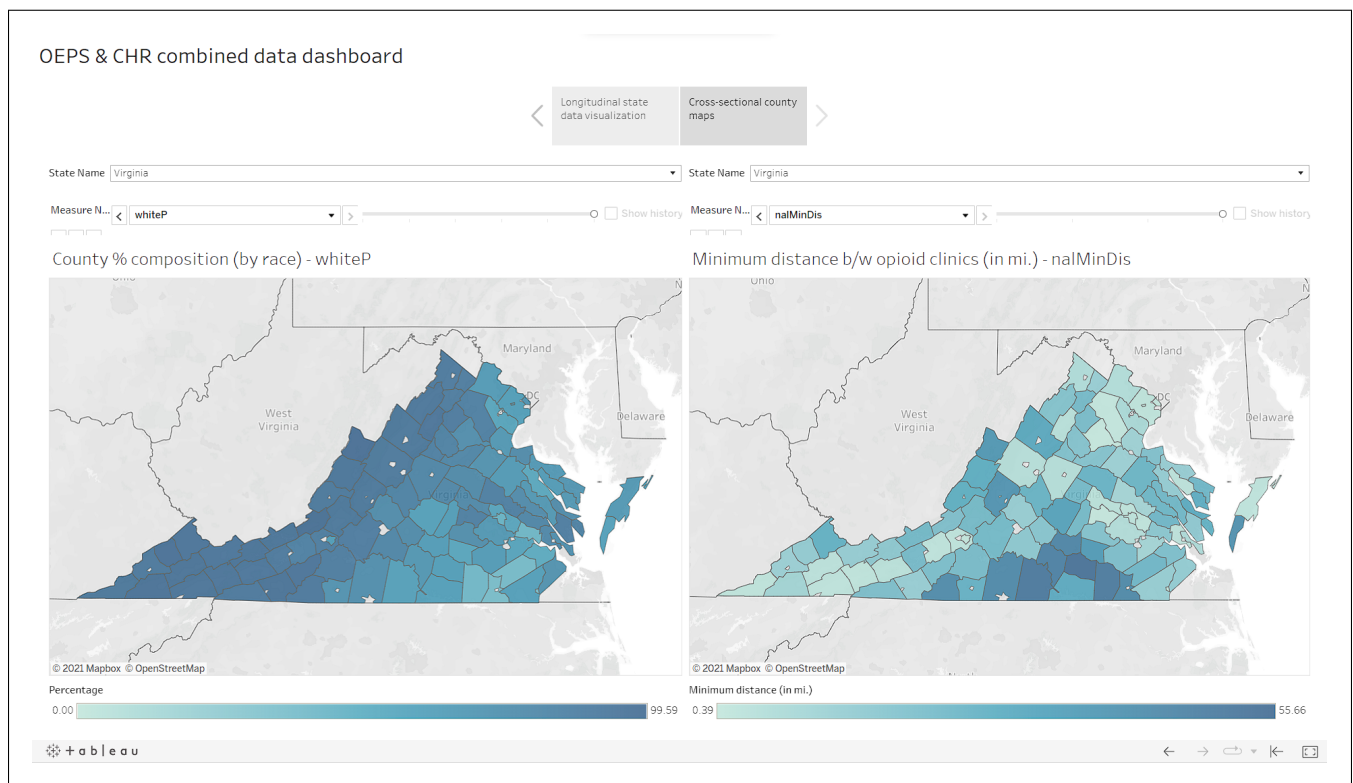 OEPS & CHR combined data dashboard
Longitudinal state
data visualization
Cross-sectional county
maps
State Name
Virginia
State Name
Virginia
Measure N...
whiteP
Show history
Measure N...
nalMinDis
Show history
County % composition (by race) - whiteP
Minimum distance b/w opioid clinics (in mi.) - nalMinDis
Maryland
DC
West
Virginia
Delaware
Virginia
© 2021 Mapbox © OpenStreetMap
Ohio
N
Maryland
DC
West
Virginia
Delaware
© 2021 Mapbox © OpenStreetMap
Percentage
0.00
99.59
Minimum distance (in mi.)
0.39
55.66
+ a b | e a u